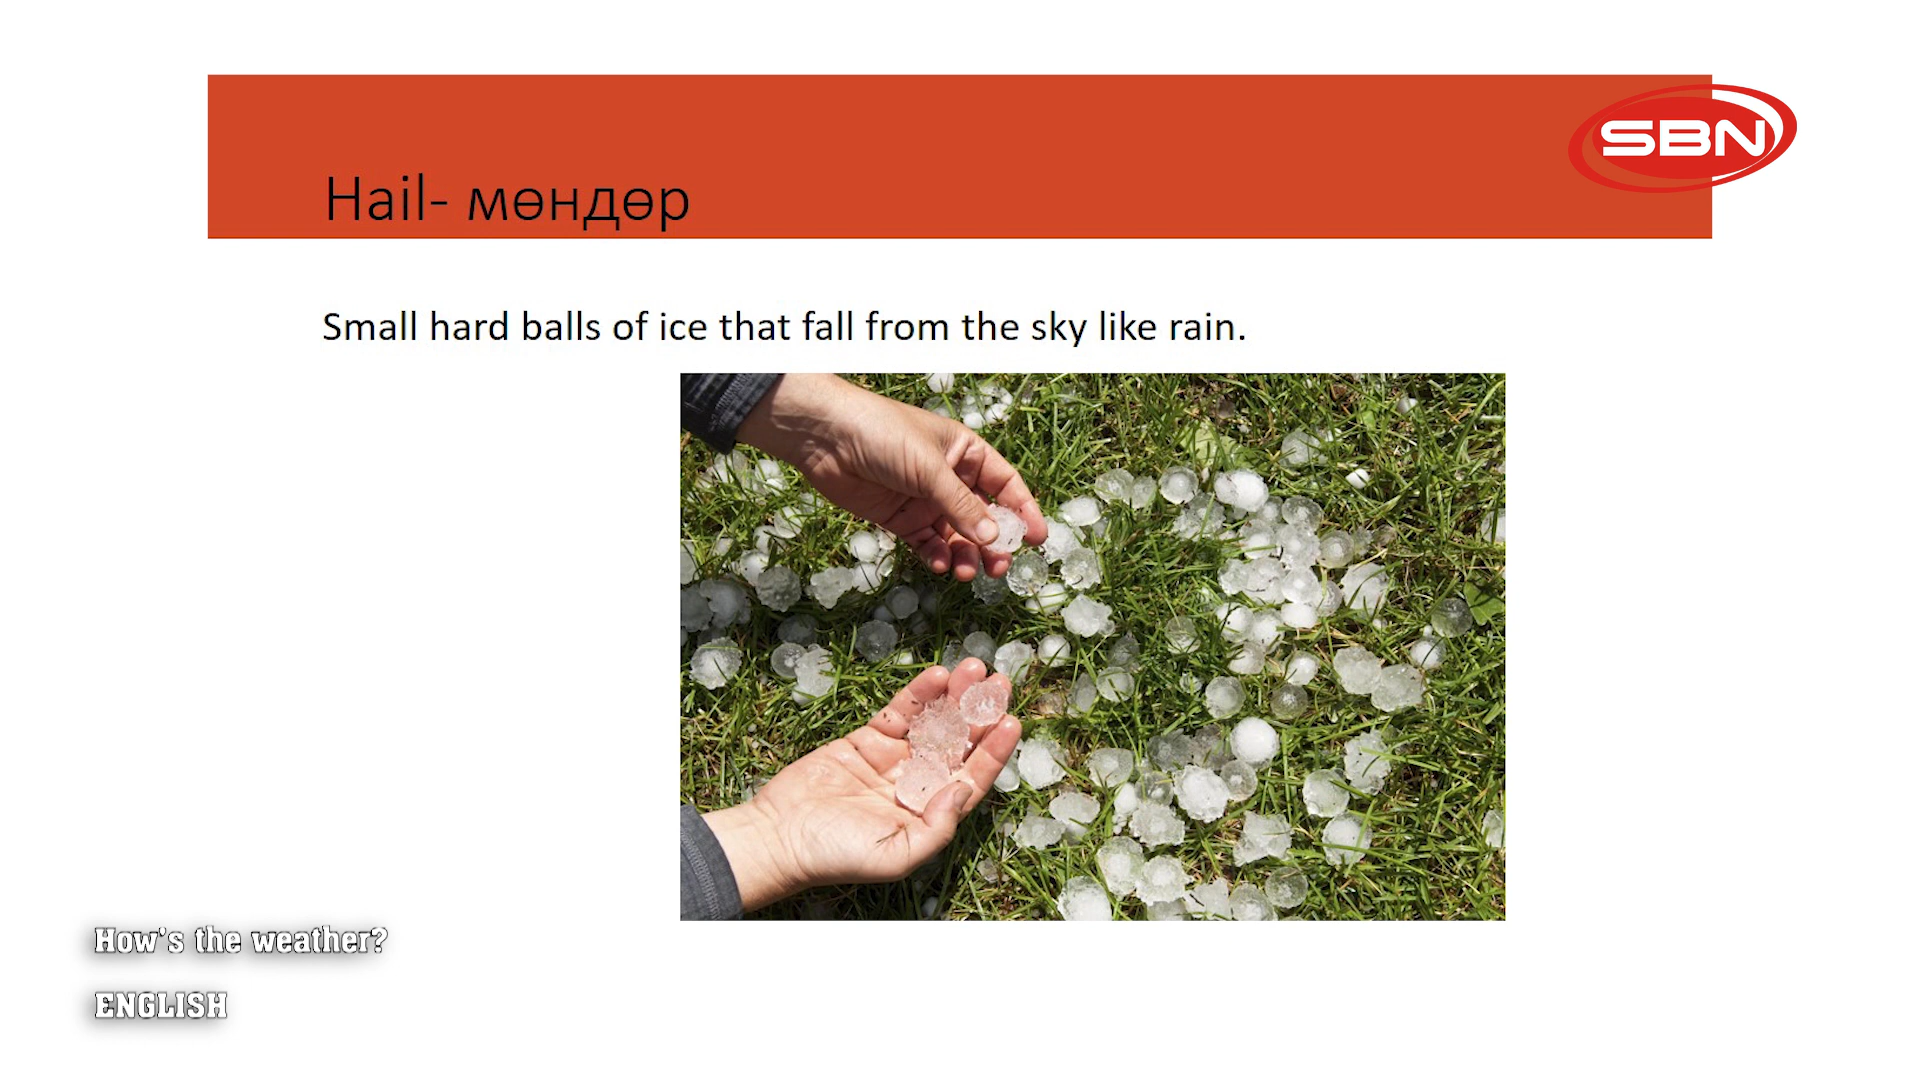 SBN
Hail- мөндөр
Small hard balls of ice that fall from the sky like rain.
How's the weather?
ENGLISH